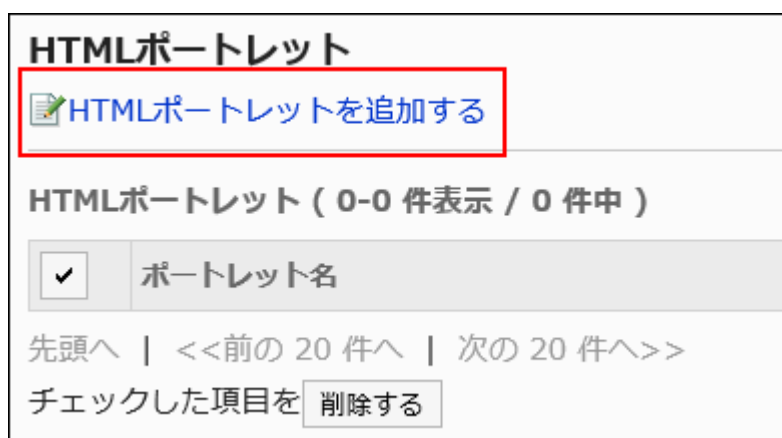 HTMLポートレット
HTMLポートレットを追加する
HTMLポートレット ( 0-0 件表示 / 0 件中 )
ポートレット名
先頭へ | <<前の 20 件へ | 次の 20 件へ>>
チェックした項目を 削除する